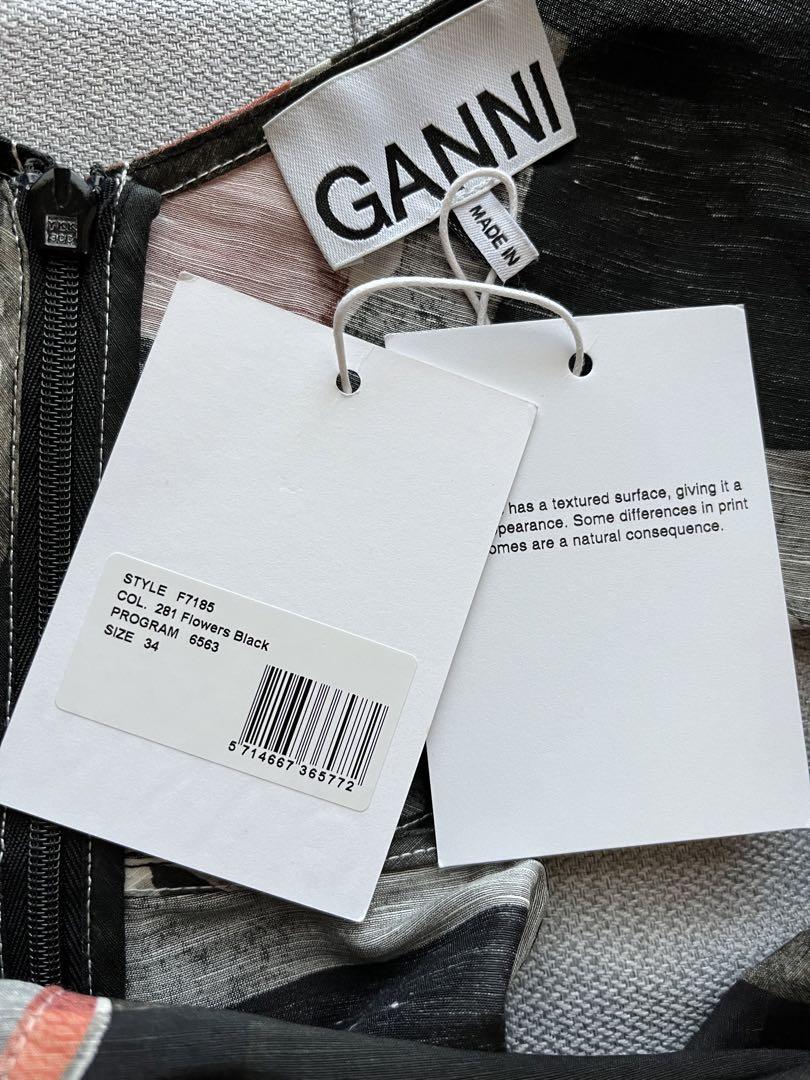 GANNI
MADE IN
has a textured surface, giving it a
pearance. Some differences in print
omes are a natural consequence.
STYLE F7185
COL. 281 Flowers Black
PROGRAM 6563
SIZE 34
5 714667 365772